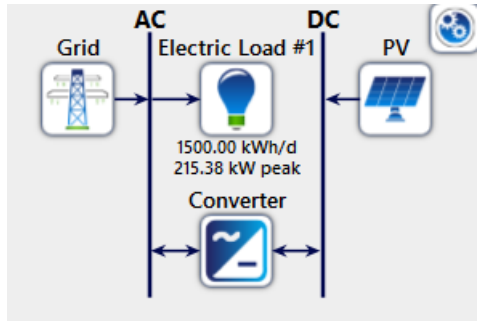 AC DC
Grid Electric Load #1 PV
1500.00 kWh/d
215.38 kW peak
Converter